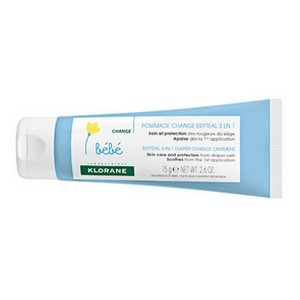 CHANGE
bébé
LABORATOIRES
KLORANE
POMMADE CHANGE ERYTEAL 3 EN 1
Soin et protection des rougeurs du siège
Apaise dès la 1re application
ERYTEAL 3-IN-1 DIAPER CHANGE OINTMENT
Skin care and protection from diaper rash
Soothes from the 1st application
75 g e NET WT. 2.6 OZ.